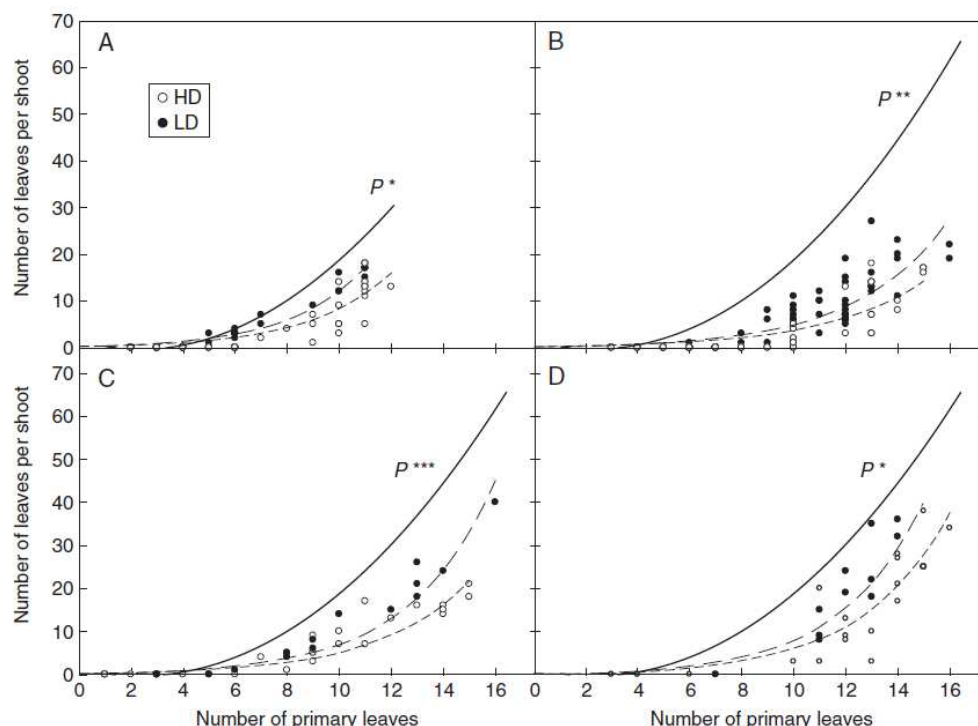 A
B
HD
LD
P *
P **
70
60
50
40
30
20
10
0
Number of leaves per shoot
C
D
P ***
P *
70
60
50
40
30
20
10
0
Number of leaves per shoot
0 2 4 6 8 10 12 14 16
0 2 4 6 8 10 12 14 16
Number of primary leaves
Number of primary leaves